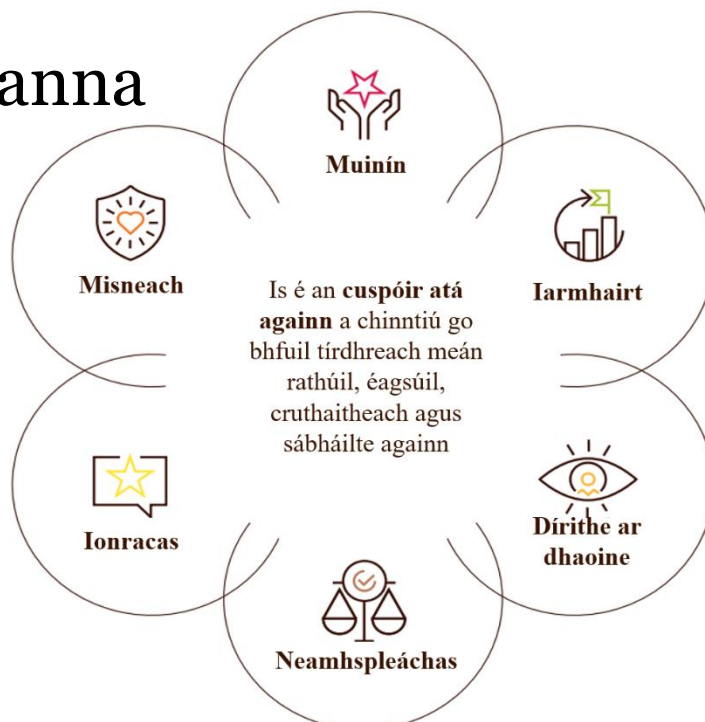 anna
Muinín
Misneach
Iarmhairt
Is é an cuspóir atá
againn a chinntiú go
bhfuil tírdhreach meán
rathúil, éagsúil,
cruthaitheach agus
sábháilte againn
Ionracas
Dírithe ar
dhaoine
Neamhspleáchas